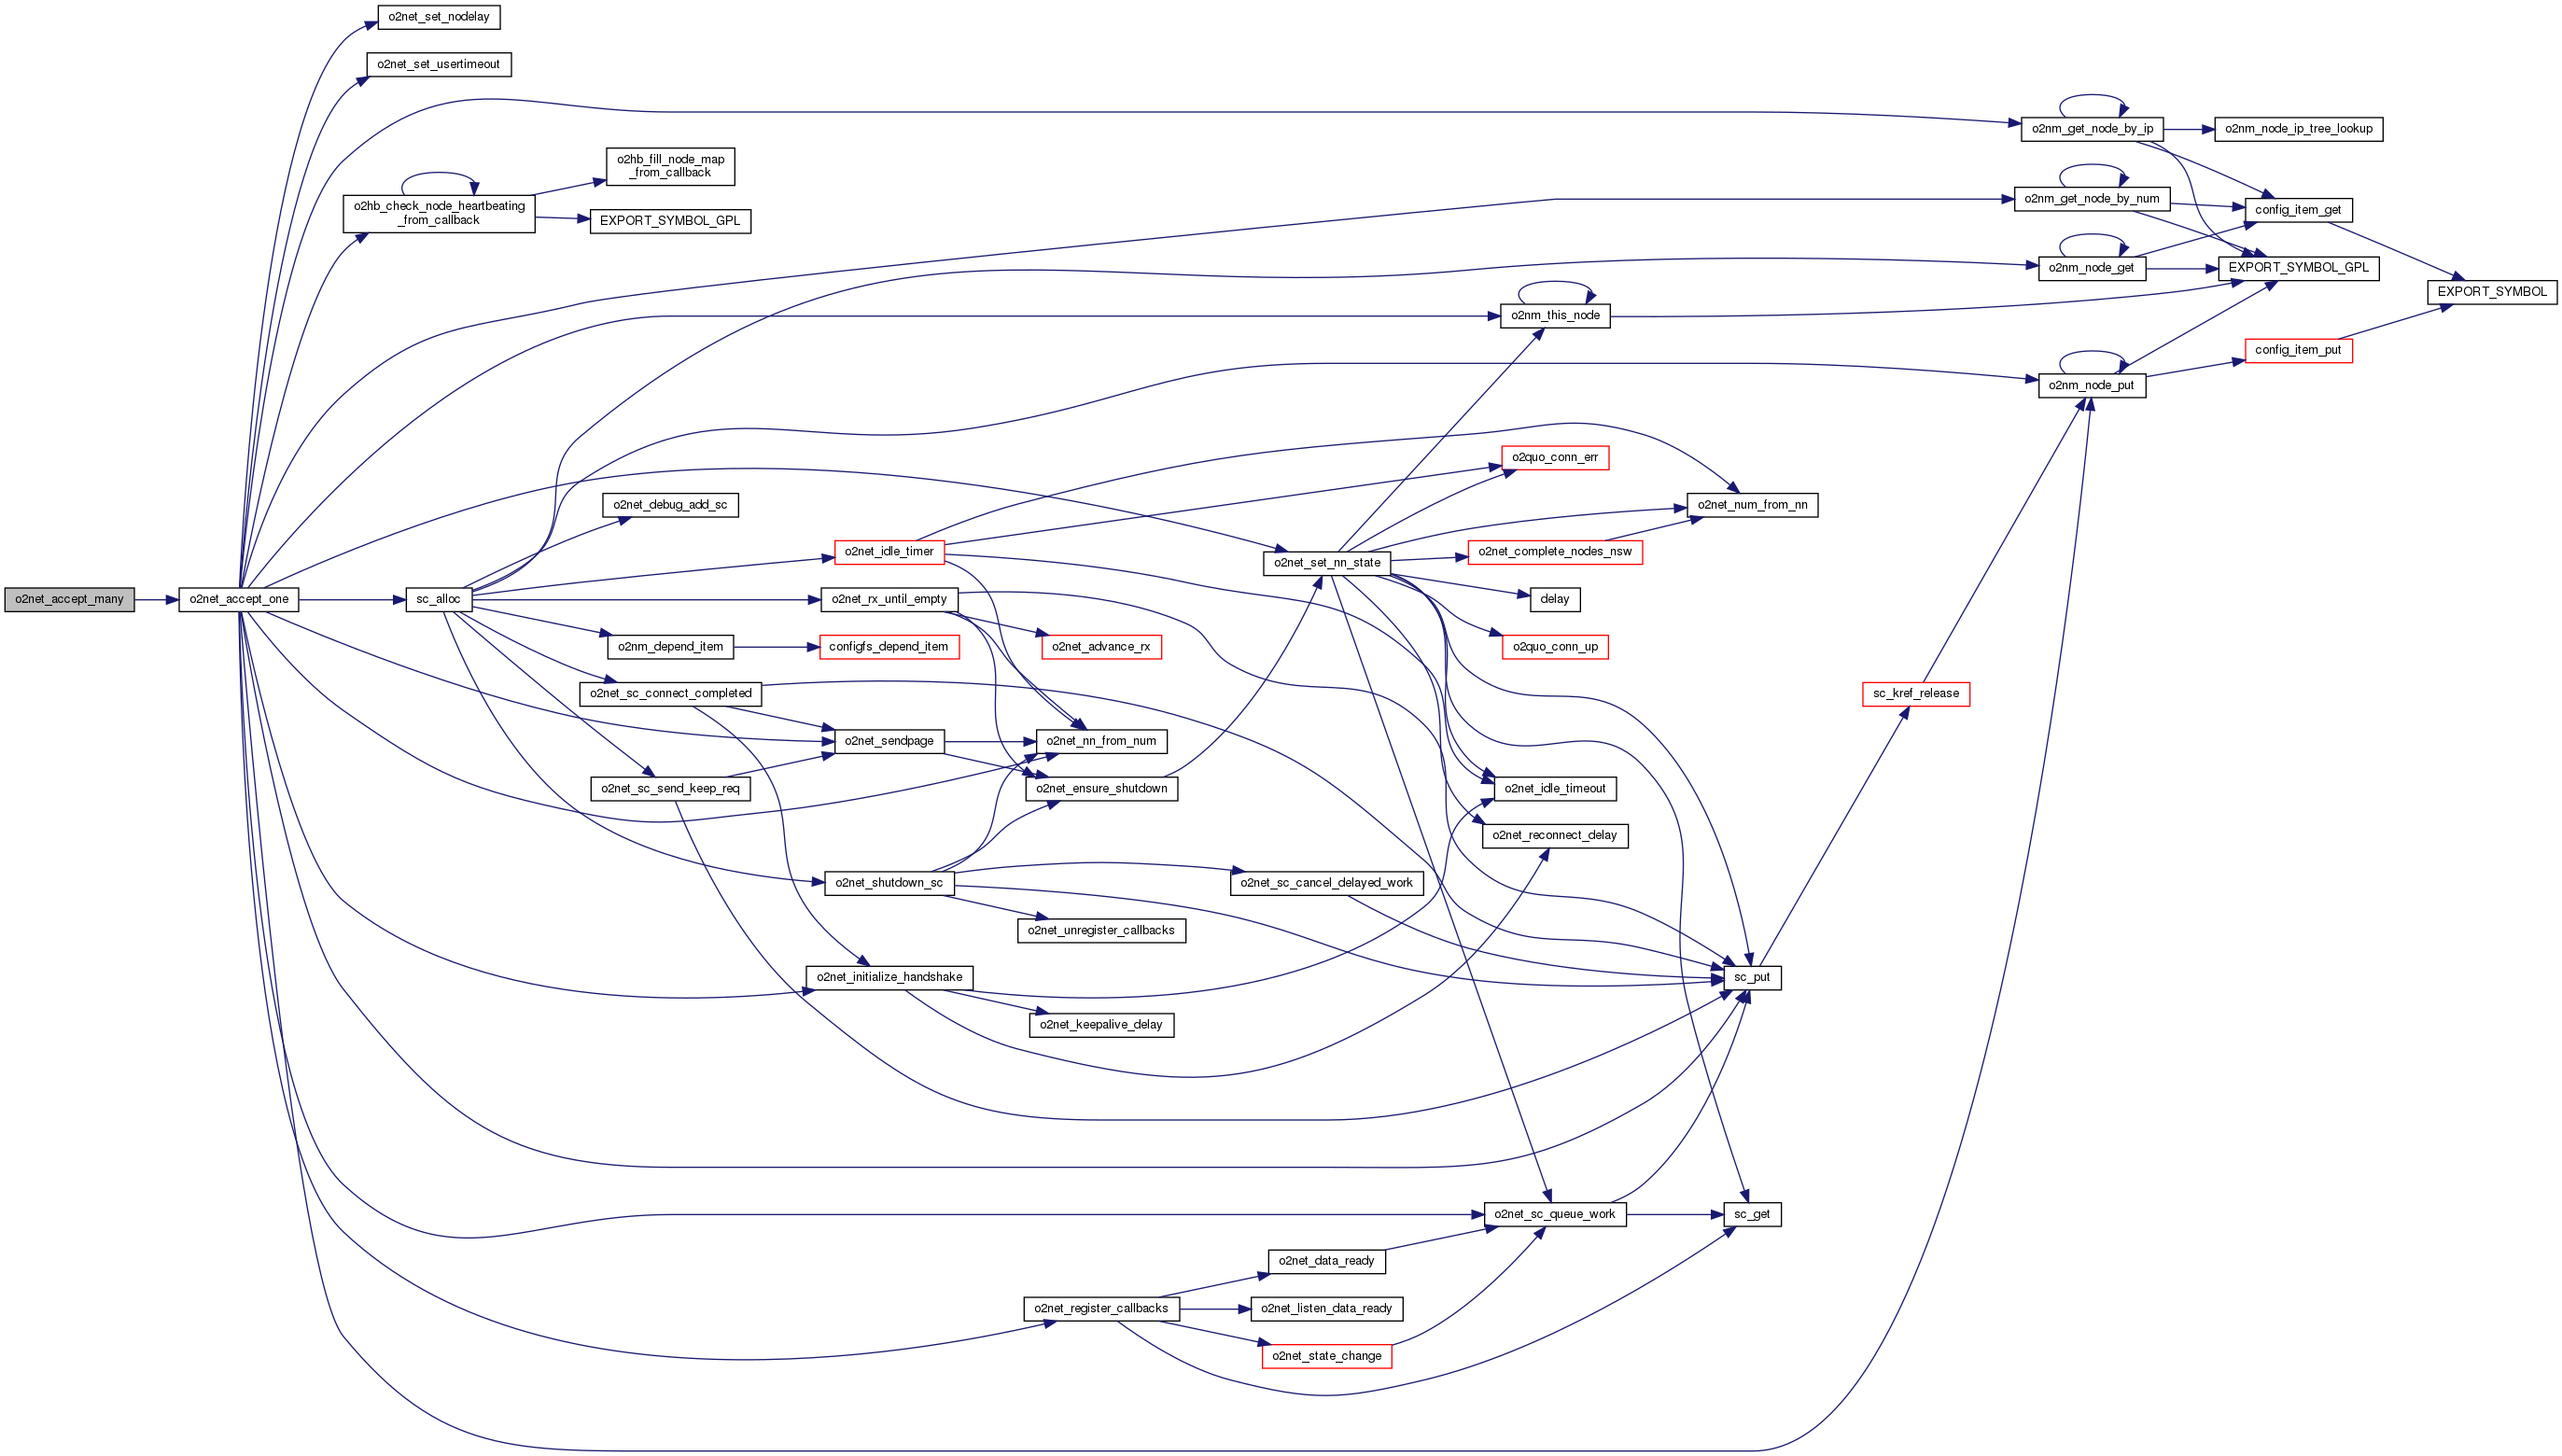 o2net_set_nodelay
o2net_set_usertimeout
o2nm_get_node_by_ip
o2nm_node_ip_tree_lookup
o2hb_fill_node_map
_from_callback
o2hb_check_node_heartbeating
_from_callback
EXPORT_SYMBOL_GPL
o2nm_get_node_by_num
config_item_get
o2nm_node_get
EXPORT_SYMBOL_GPL
EXPORT_SYMBOL
o2nm_this_node
config_item_put
o2nm_node_put
o2quo_conn_err
o2net_debug_add_sc
o2net_num_from_nn
o2net_idle_timer
o2net_complete_nodes_nsw
o2net_set_nn_state
o2net_accept_many
o2net_accept_one
sc_alloc
o2net_rx_until_empty
delay
o2nm_depend_item
configfs_depend_item
o2net_advance_rx
o2quo_conn_up
o2net_sc_connect_completed
sc_kref_release
o2net_sendpage
o2net_nn_from_num
o2net_sc_send_keep_req
o2net_ensure_shutdown
o2net_idle_timeout
o2net_reconnect_delay
o2net_shutdown_sc
o2net_sc_cancel_delayed_work
o2net_unregister_callbacks
o2net_initialize_handshake
sc_put
o2net_keepalive_delay
o2net_sc_queue_work
sc_get
o2net_data_ready
o2net_register_callbacks
o2net_listen_data_ready
o2net_state_change